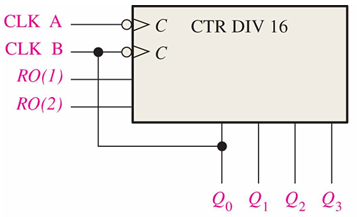 CLK A C CTR DIV 16
CLK B C
RO(1)
RO(2)
Q0 Q1 Q2 Q3